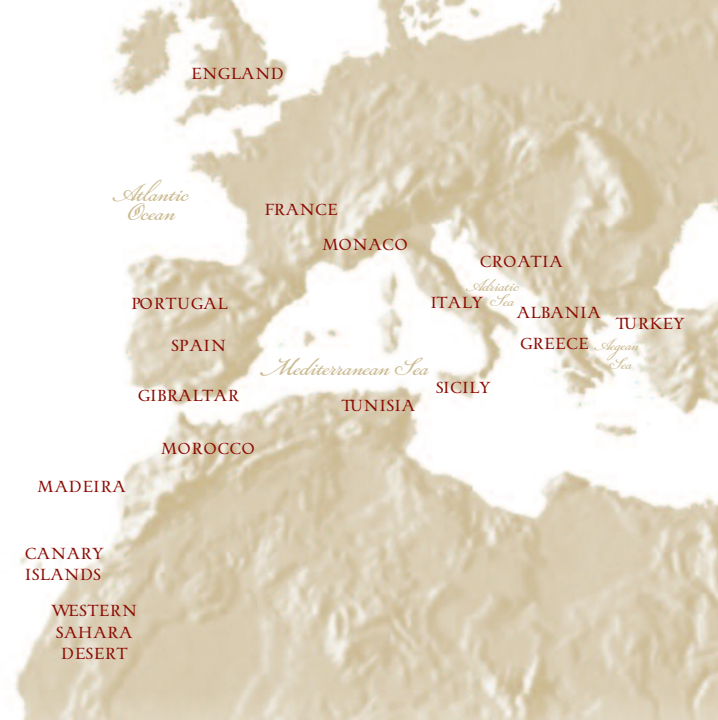 ENGLAND
Atlantic
Ocean
FRANCE
MONACO
CROATIA
Adriatic
Sea
PORTUGAL
ITALY
ALBANIA
TURKEY
SPAIN
GREECE
Aegean
Sea
Mediterranean Sea
GIBRALTAR
SICILY
TUNISIA
MOROCCO
MADEIRA
CANARY
ISLANDS
WESTERN
SAHARA
DESERT